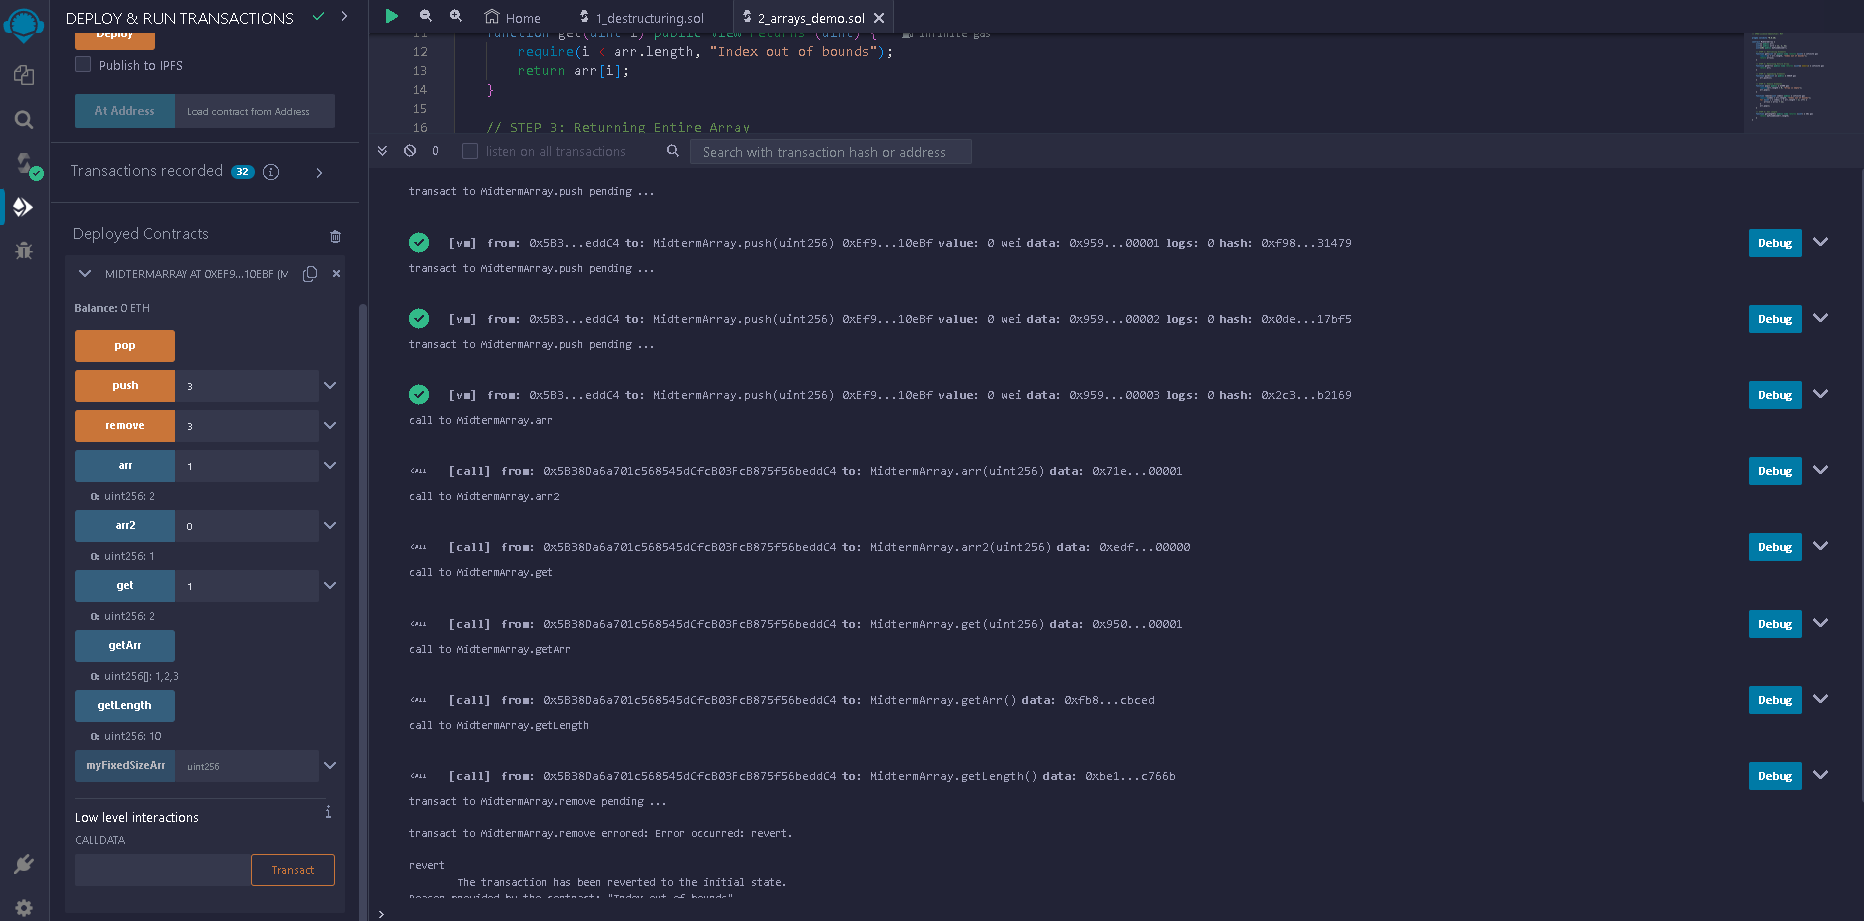 DEPLOY & RUN TRANSACTIONS
Deploy
Publish to IPFS
At Address
Load contract from Address
Transactions recorded 32
Deployed Contracts
MIDTERMARRAY AT 0XEF9...10EBF (M
Balance: 0 ETH
pop
push 3
remove 3
arr 1
0: uint256: 2
arr2 0
0: uint256: 1
get 1
0: uint256: 2
getArr
0: uint256[]: 1,2,3
getLength
0: uint256: 10
myFixedSizeArr uint256
Low level interactions
CALLDATA
Transact
Home
1_destructuring.sol
2_arrays_demo.sol
11 function get(uint i) public view returns (uint) { infinite gas
12 require(i < arr.length, "Index out of bounds");
13 return arr[i];
14 }
15
16 // STEP 3: Returning Entire Array
0 listen on all transactions Search with transaction hash or address
transact to MidtermArray.push pending ...
[vm] from: 0x5B3...eddC4 to: MidtermArray.push(uint256) 0xEf9...10eBf value: 0 wei data: 0x959...00001 logs: 0 hash: 0xf98...31479 Debug
transact to MidtermArray.push pending ...
[vm] from: 0x5B3...eddC4 to: MidtermArray.push(uint256) 0xEf9...10eBf value: 0 wei data: 0x959...00002 logs: 0 hash: 0x0de...17bf5 Debug
transact to MidtermArray.push pending ...
[vm] from: 0x5B3...eddC4 to: MidtermArray.push(uint256) 0xEf9...10eBf value: 0 wei data: 0x959...00003 logs: 0 hash: 0x2c3...b2169 Debug
call to MidtermArray.arr
CALL [call] from: 0x5B38Da6a701c568545dCfcB03FcB875f56beddC4 to: MidtermArray.arr(uint256) data: 0x71e...00001 Debug
call to MidtermArray.arr2
CALL [call] from: 0x5B38Da6a701c568545dCfcB03FcB875f56beddC4 to: MidtermArray.arr2(uint256) data: 0xedf...00000 Debug
call to MidtermArray.get
CALL [call] from: 0x5B38Da6a701c568545dCfcB03FcB875f56beddC4 to: MidtermArray.get(uint256) data: 0x950...00001 Debug
call to MidtermArray.getArr
CALL [call] from: 0x5B38Da6a701c568545dCfcB03FcB875f56beddC4 to: MidtermArray.getArr() data: 0xfb8...cbced Debug
call to MidtermArray.getLength
CALL [call] from: 0x5B38Da6a701c568545dCfcB03FcB875f56beddC4 to: MidtermArray.getLength() data: 0xbe1...c766b Debug
transact to MidtermArray.remove pending ...
transact to MidtermArray.remove errored: Error occurred: revert.
revert
The transaction has been reverted to the initial state.
Reason provided by the contract: "Index out of bounds"
>